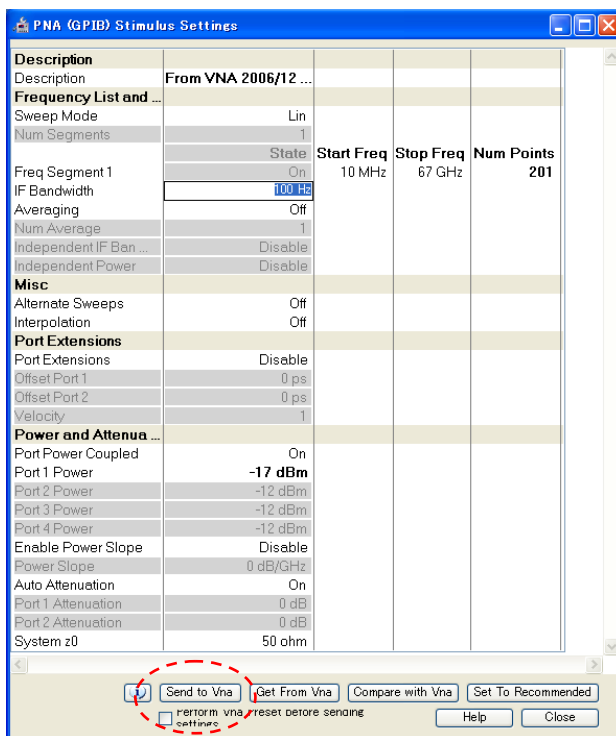 PNA (GPIB) Stimulus Settings
Description
Description From VNA 2006/12 ...
Frequency List and ...
Sweep Mode Lin
Num Segments 1
State Start Freq Stop Freq Num Points
Freq Segment 1 On 10 MHz 67 GHz 201
IF Bandwidth 100 Hz
Averaging Off
Num Average 1
Independent IF Ban ... Disable
Independent Power Disable
Misc
Alternate Sweeps Off
Interpolation Off
Port Extensions
Port Extensions Disable
Offset Port 1 0 ps
Offset Port 2 0 ps
Velocity 1
Power and Attenua ...
Port Power Coupled On
Port 1 Power -17 dBm
Port 2 Power -12 dBm
Port 3 Power -12 dBm
Port 4 Power -12 dBm
Enable Power Slope Disable
Power Slope 0 dB/GHz
Auto Attenuation On
Port 1 Attenuation 0 dB
Port 2 Attenuation 0 dB
System z0 50 ohm
Send to Vna Get From Vna Compare with Vna Set To Recommended
Perform Vna Preset before sending
settings Help Close